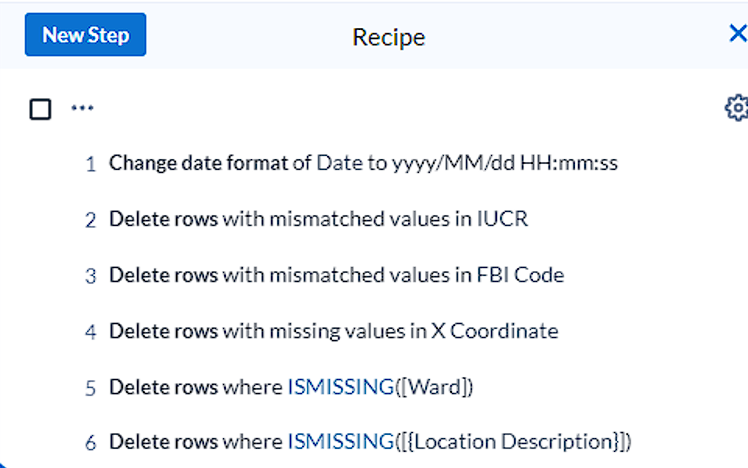 New Step
Recipe
...
1 Change date format of Date to yyyy/MM/dd HH:mm:ss
2 Delete rows with mismatched values in IUCR
3 Delete rows with mismatched values in FBI Code
4 Delete rows with missing values in X Coordinate
5 Delete rows where ISMISSING([Ward])
6 Delete rows where ISMISSING([{Location Description}])